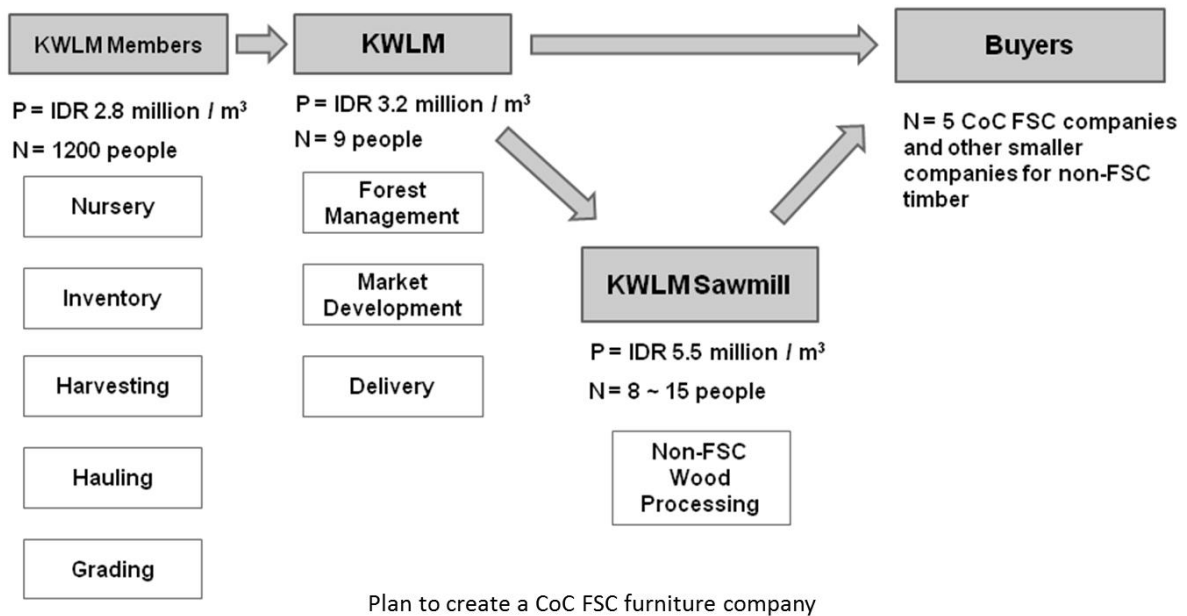 KWLM Members
KWLM
Buyers
P = IDR 2.8 million / m³
N = 1200 people
Nursery
Inventory
Harvesting
Hauling
Grading
P = IDR 3.2 million / m³
N = 9 people
Forest
Management
Market
Development
Delivery
KWLM Sawmill
P = IDR 5.5 million / m³
N = 8 ~ 15 people
Non-FSC
Wood
Processing
N= 5 CoC FSC companies
and other smaller
companies for non-FSC
timber
Plan to create a CoC FSC furniture company